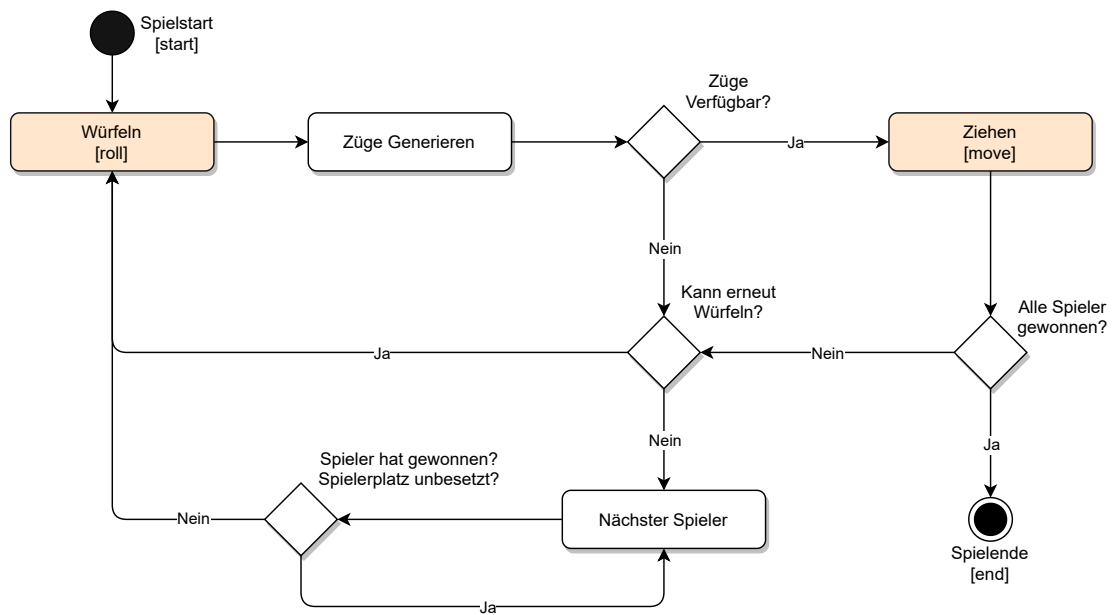 Spielstart
[start]
Würfeln
[roll]
Züge Generieren
Züge
Verfügbar?
Ja
Ziehen
[move]
Nein
Kann erneut
Würfeln?
Alle Spieler
gewonnen?
Ja
Nein
Nein
Ja
Spieler hat gewonnen?
Spielerplatz unbesetzt?
Nein
Nächster Spieler
Ja
Spielende
[end]